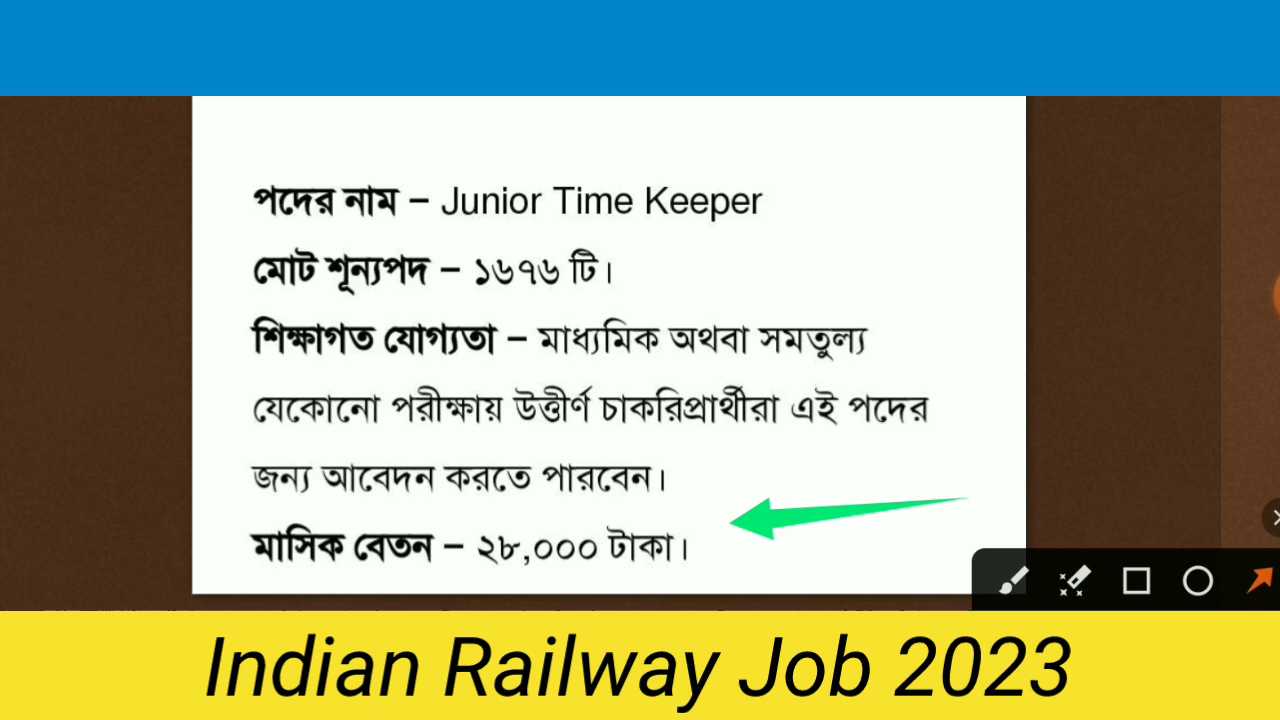 পদের নাম – Junior Time Keeper
মোট শূন্যপদ – ১৬৭৬ টি।
শিক্ষাগত যোগ্যতা – মাধ্যমিক অথবা সমতুল্য
যেকোনো পরীক্ষায় উত্তীর্ণ চাকরিপ্রার্থীরা এই পদের
জন্য আবেদন করতে পারবেন।
মাসিক বেতন – ২৮,০০০ টাকা।
Indian Railway Job 2023